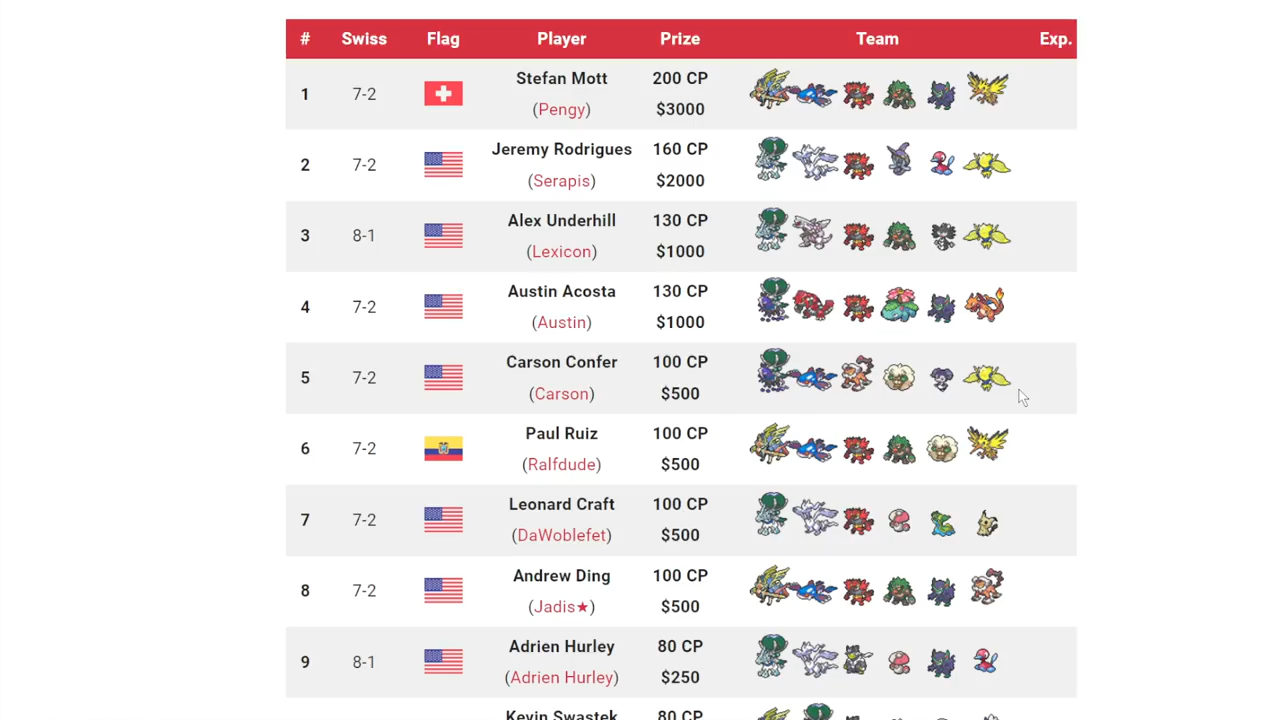 # Swiss Flag Player Prize Team Exp.
1 7-2 Stefan Mott 200 CP
(Pengy) $3000
2 7-2 Jeremy Rodrigues 160 CP
(Serapis) $2000
3 8-1 Alex Underhill 130 CP
(Lexicon) $1000
4 7-2 Austin Acosta 130 CP
(Austin) $1000
5 7-2 Carson Confer 100 CP
(Carson) $500
6 7-2 Paul Ruiz 100 CP
(Ralfdude) $500
7 7-2 Leonard Craft 100 CP
(DaWoblefet) $500
8 7-2 Andrew Ding 100 CP
(Jadis★) $500
9 8-1 Adrien Hurley 80 CP
(Adrien Hurley) $250
Kevin Swastek 80 CP